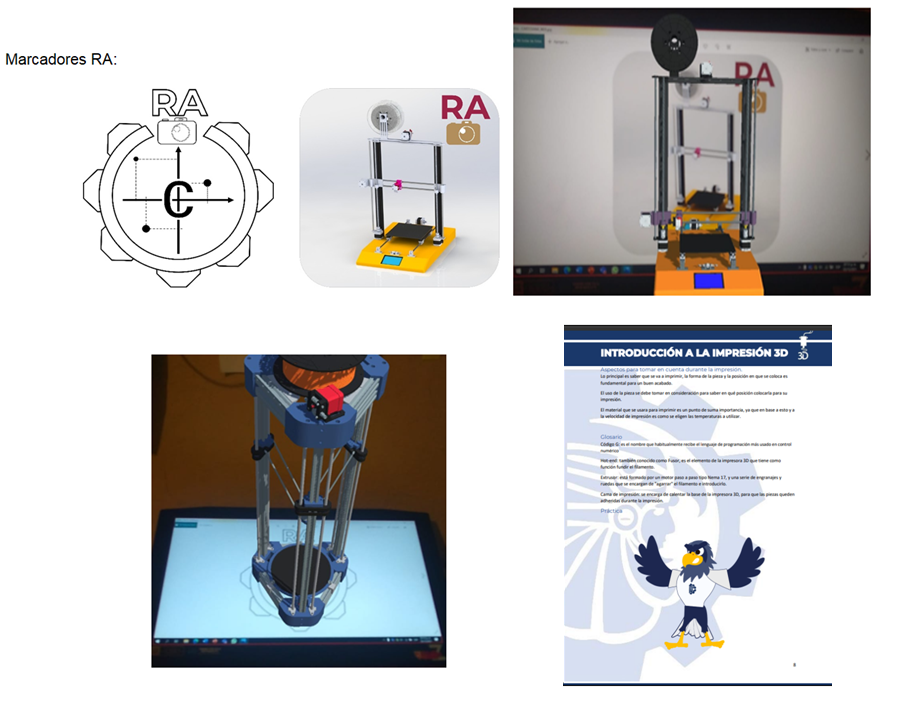 Marcadores RA:
RA
C
RA
RA
RA
INTRODUCCIÓN A LA IMPRESIÓN 3D
3D
Aspectos para tomar en cuenta durante la impresión.
Lo principal es saber que se va a imprimir, la forma de la pieza y la posición en que se coloca es
fundamental para un buen acabado.
El uso de la pieza se debe tomar en consideración para saber en qué posición colocarla para su
impresión.
El material que se usara para imprimir es un punto de suma importancia, ya que en base a esto y a
la velocidad de impresión es como se eligen las temperaturas a utilizar.
Glosario
Código G: es el nombre que habitualmente recibe el lenguaje de programación más usado en control
numérico
Hot-end: también conocido como Fusor, es el elemento de la impresora 3D que tiene como
función fundir el filamento.
Extrusor: está formado por un motor paso a paso tipo Nema 17, y una serie de engranajes y
ruedas que se encargan de "agarrar" el filamento e introducirlo.
Cama de impresión: se encarga de calentar la base de la impresora 3D, para que las piezas queden
adheridas durante la impresión.
Práctica
8